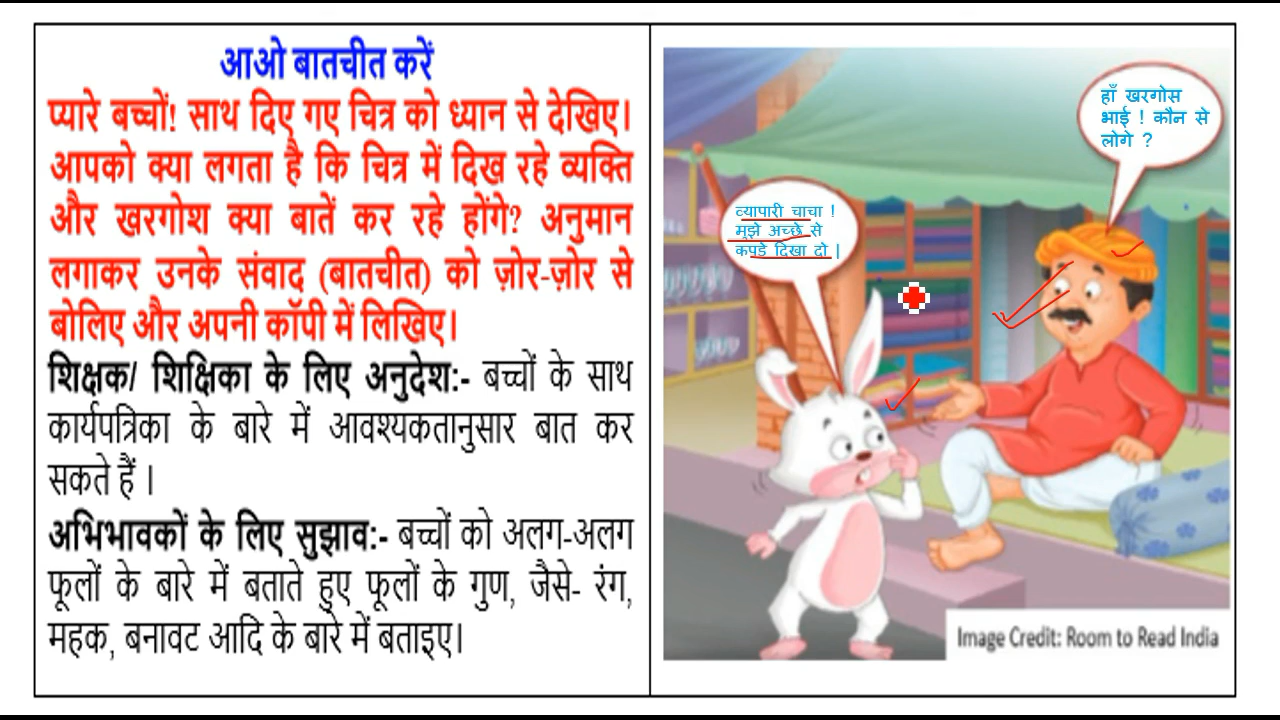 आओ बातचीत करें
प्यारे बच्चों! साथ दिए गए चित्र को ध्यान से देखिए।
आपको क्या लगता है कि चित्र में दिख रहे व्यक्ति
और खरगोश क्या बातें कर रहे होंगे? अनुमान
लगाकर उनके संवाद (बातचीत) को ज़ोर-ज़ोर से
बोलिए और अपनी कॉपी में लिखिए।
शिक्षक/ शिक्षिका के लिए अनुदेश:- बच्चों के साथ
कार्यपत्रिका के बारे में आवश्यकतानुसार बात कर
सकते हैं ।
अभिभावकों के लिए सुझाव:- बच्चों को अलग-अलग
फूलों के बारे में बताते हुए फूलों के गुण, जैसे- रंग,
महक, बनावट आदि के बारे में बताइए।
हाँ खरगोस
भाई ! कौन से
लोगे ?
व्यापारी चाचा !
मुझे अच्छे से
कपडे दिखा दो |
Image Credit: Room to Read India